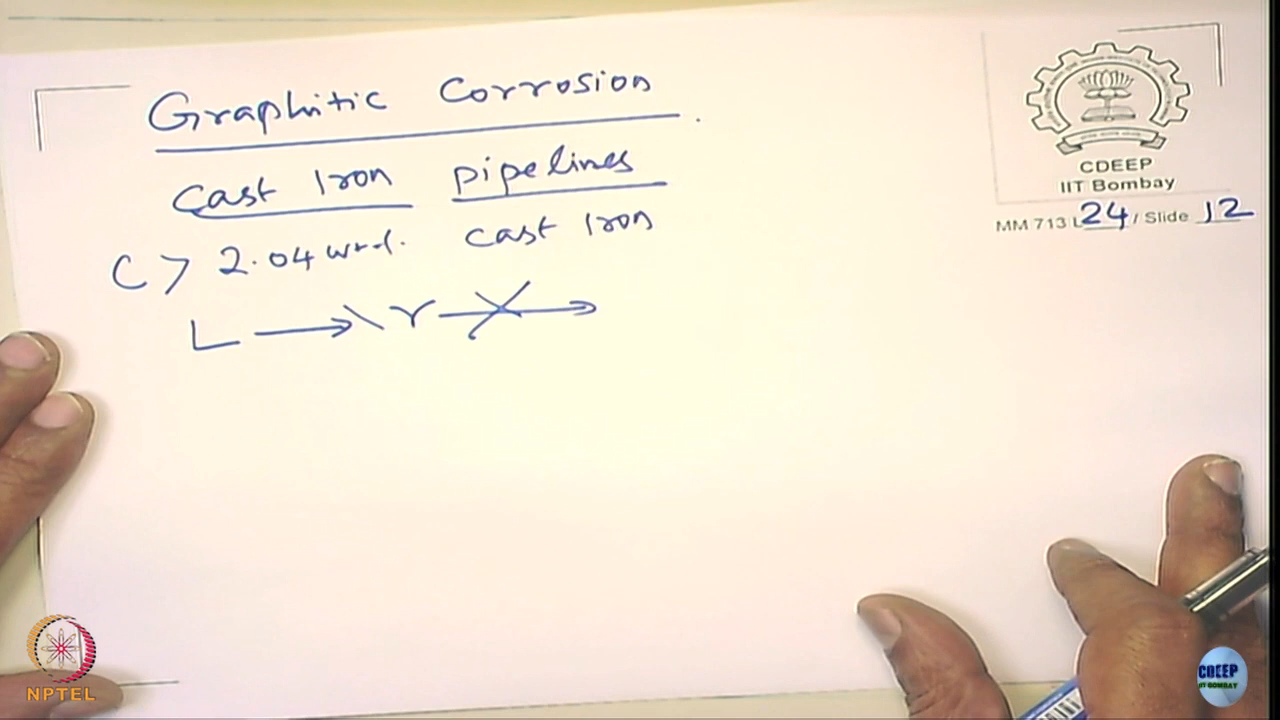 Graphitic Corrosion
Cast Iron Pipelines
C > 2.04 wt%. Cast Iron
L → \ γ →
CDEEP
IIT Bombay
MM 713 L24 / Slide 12
NPTEL
CDEEP
IIT BOMBAY